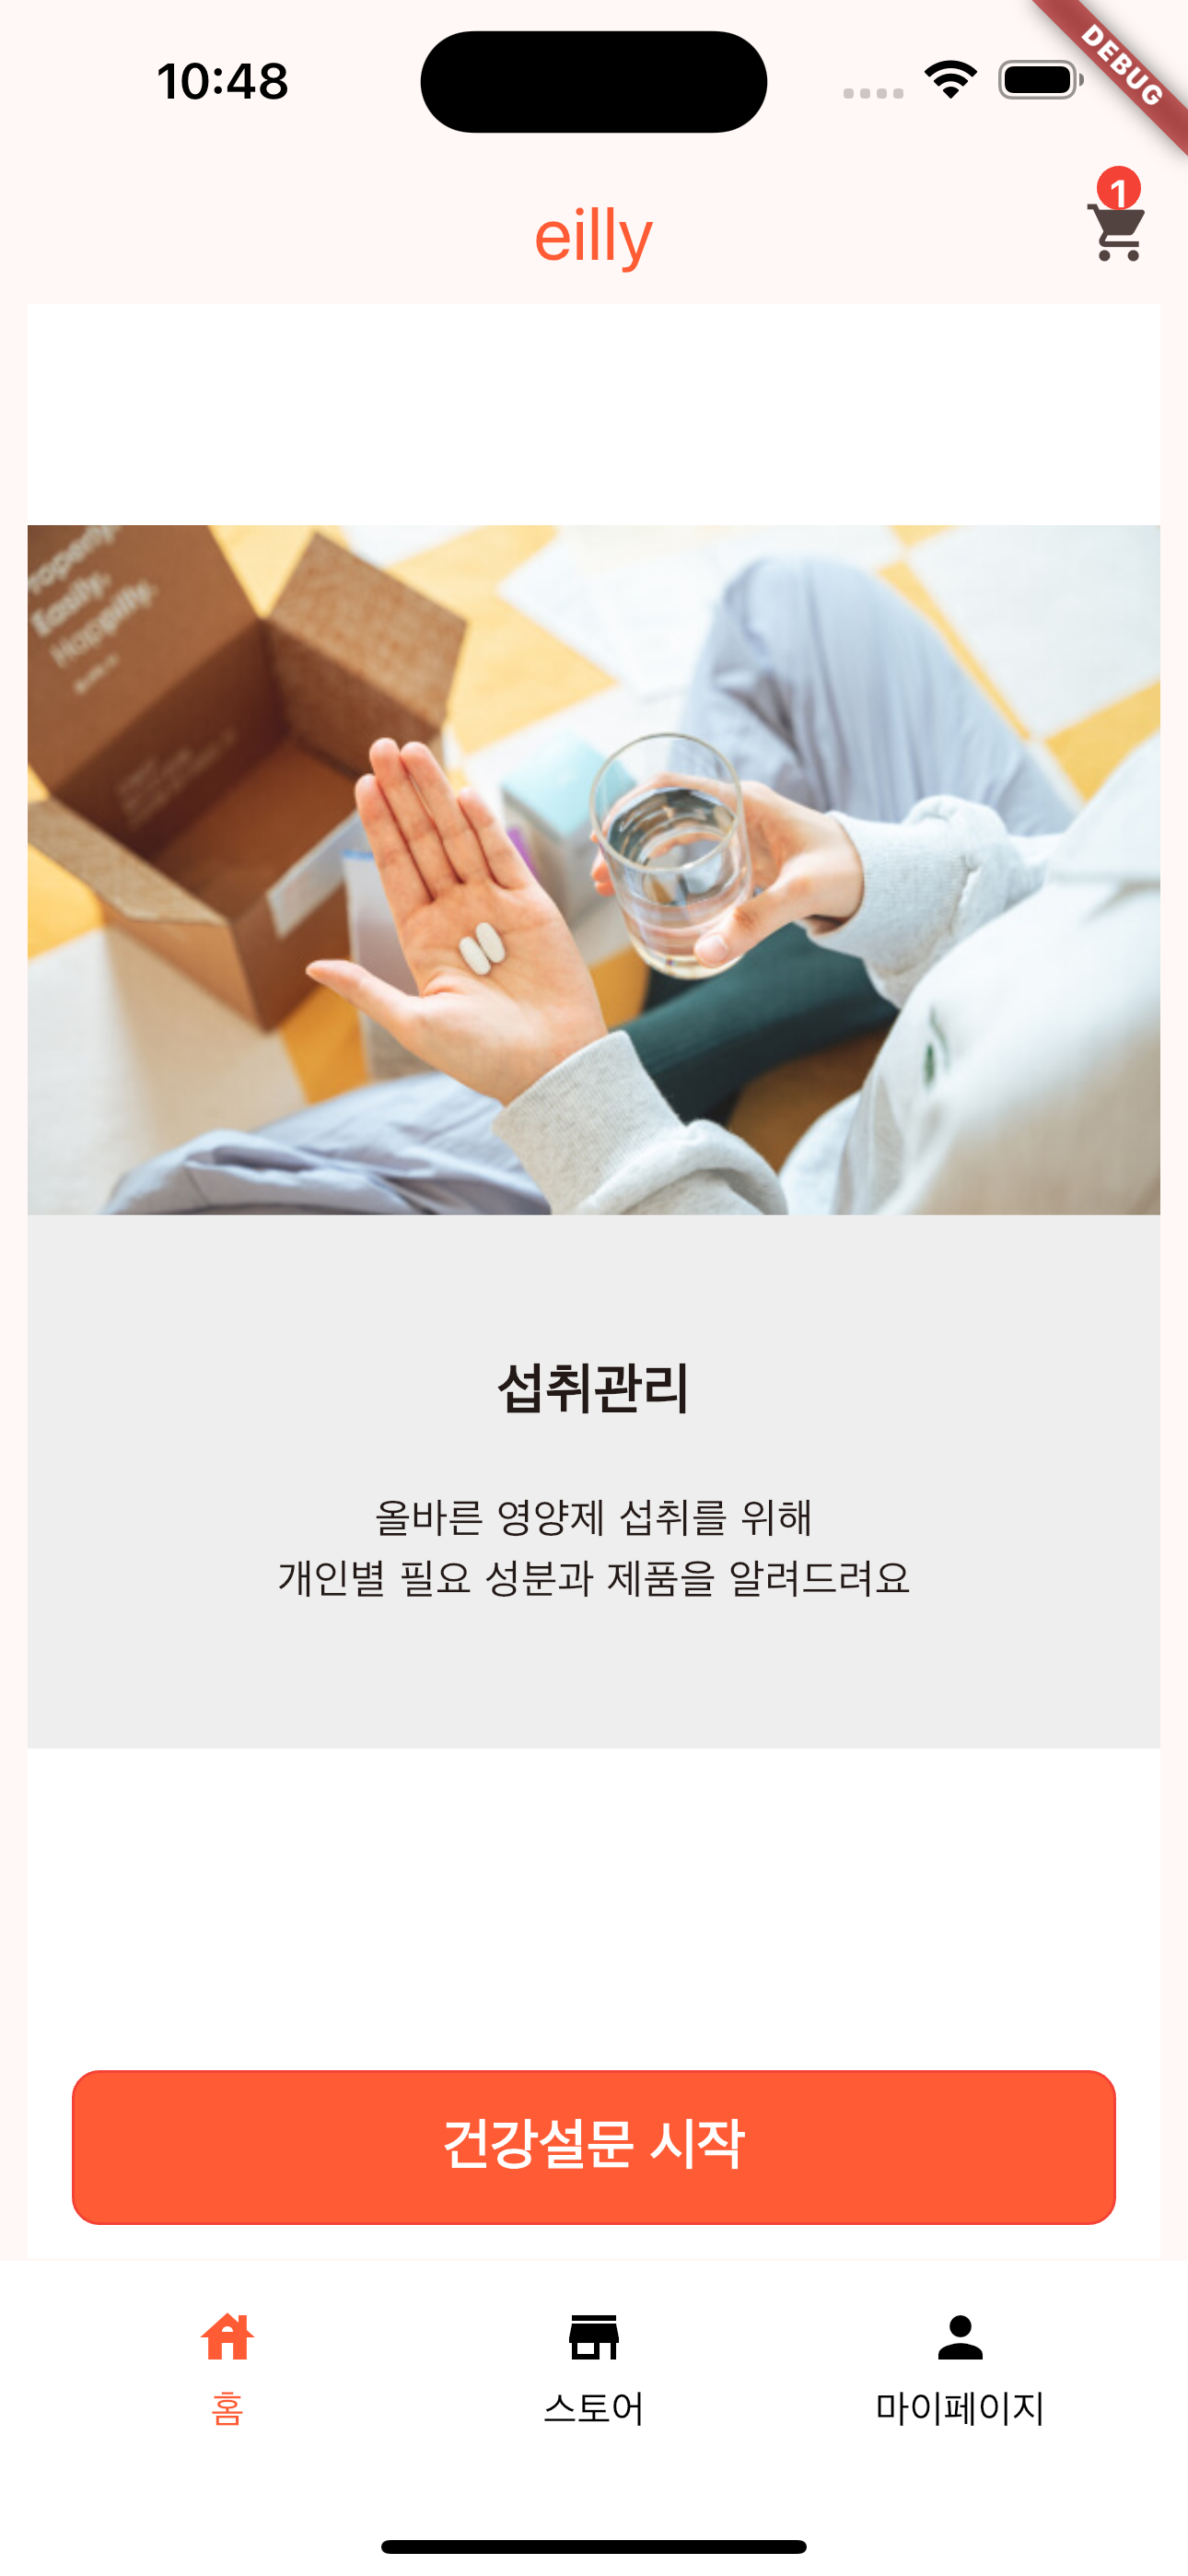 10:48
DEBUG
1
eilly
Easily,
Happilly.
섭취관리
올바른 영양제 섭취를 위해
개인별 필요 성분과 제품을 알려드려요
건강설문 시작
홈
스토어
마이페이지